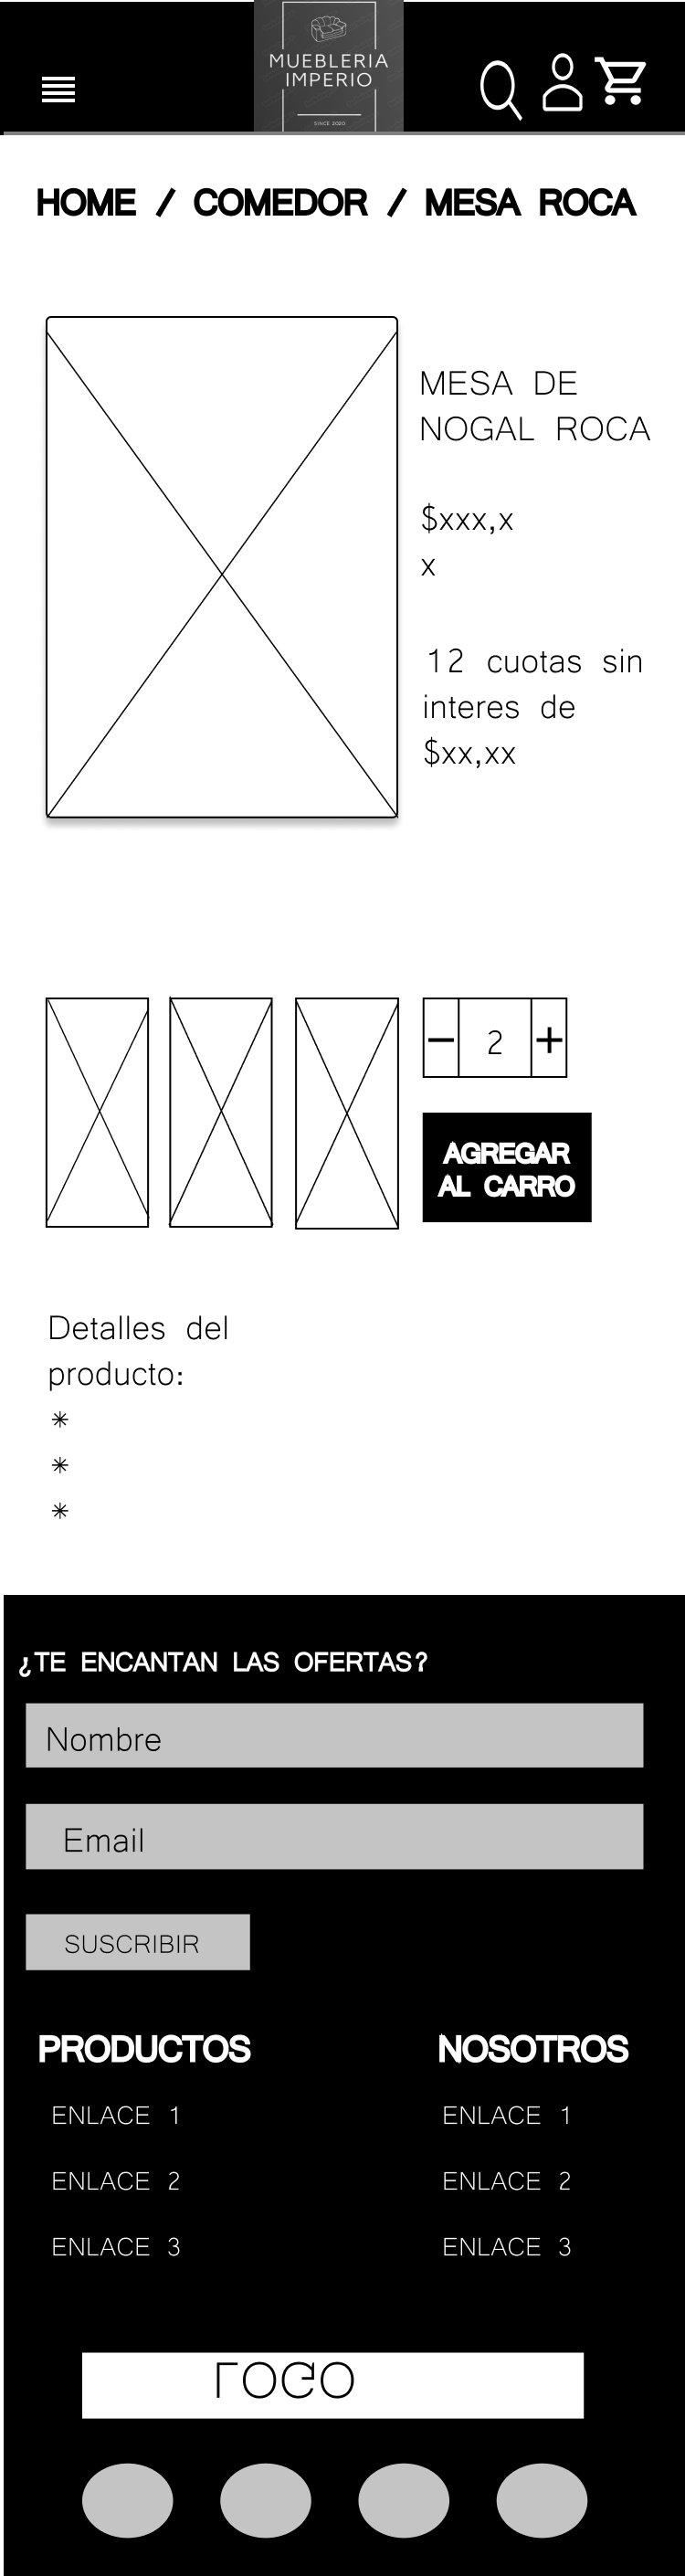 MUEBLERIA
IMPERIO
SINCE 2020
HOME / COMEDOR / MESA ROCA
MESA DE
NOGAL ROCA
$xxx,x
x
12 cuotas sin
interes de
$xx,xx
2
AGREGAR
AL CARRO
Detalles del
producto:
*
*
*
¿TE ENCANTAN LAS OFERTAS?
Nombre
Email
SUSCRIBIR
PRODUCTOS
NOSOTROS
ENLACE 1
ENLACE 1
ENLACE 2
ENLACE 2
ENLACE 3
ENLACE 3
LOGO